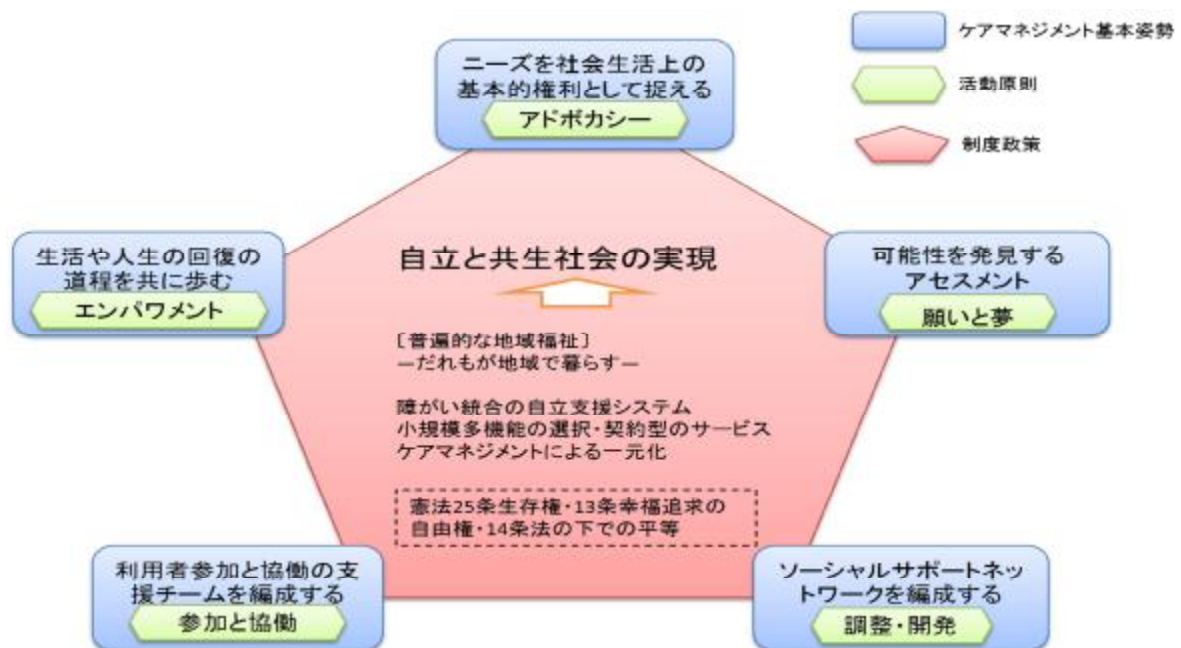 ケアマネジメント基本姿勢
活動原則
制度政策
ニーズを社会生活上の
基本的権利として捉える
アドボカシー
生活や人生の回復の
道程を共に歩む
エンパワメント
可能性を発見する
アセスメント
願いと夢
自立と共生社会の実現
〔普遍的な地域福祉〕
―だれもが地域で暮らす―
障がい統合の自立支援システム
小規模多機能の選択・契約型のサービス
ケアマネジメントによる一元化
憲法25条生存権・13条幸福追求の
自由権・14条法の下での平等
利用者参加と協働の支
援チームを編成する
参加と協働
ソーシャルサポートネッ
トワークを編成する
調整・開発